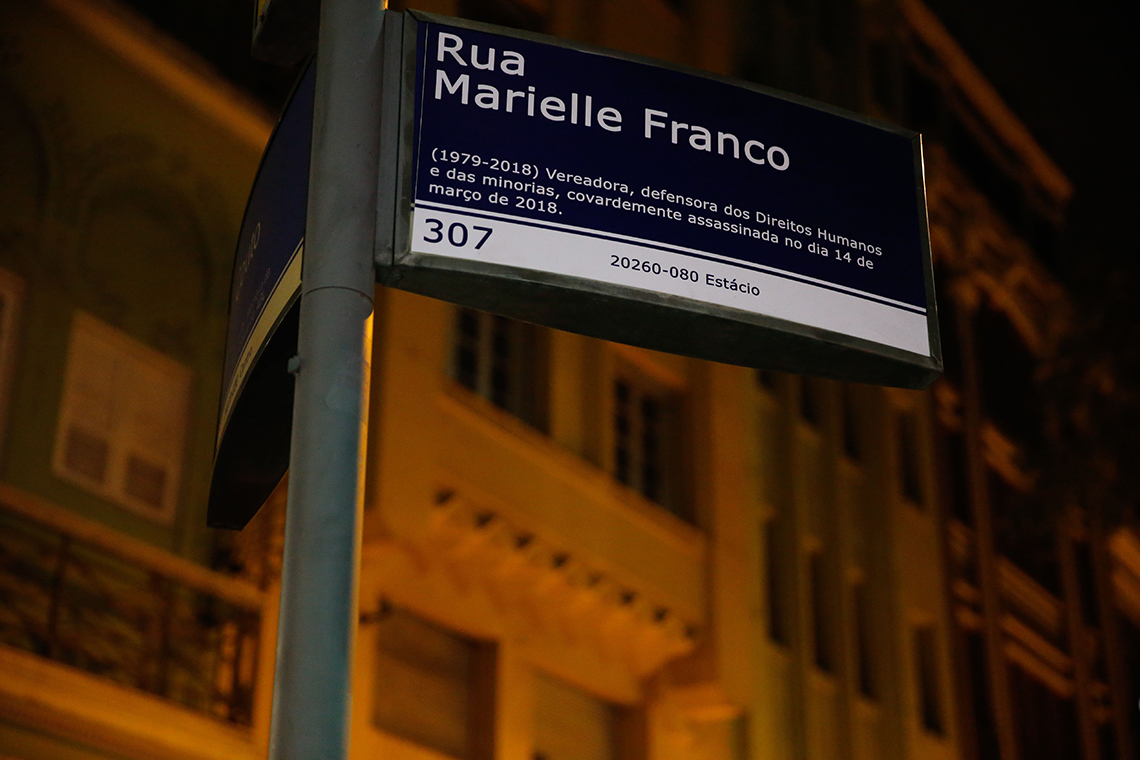 Rua
Marielle Franco
(1979-2018) Vereadora, defensora dos Direitos Humanos
e das minorias, covardemente assassinada no dia 14 de
março de 2018.
307
20260-080 Estácio